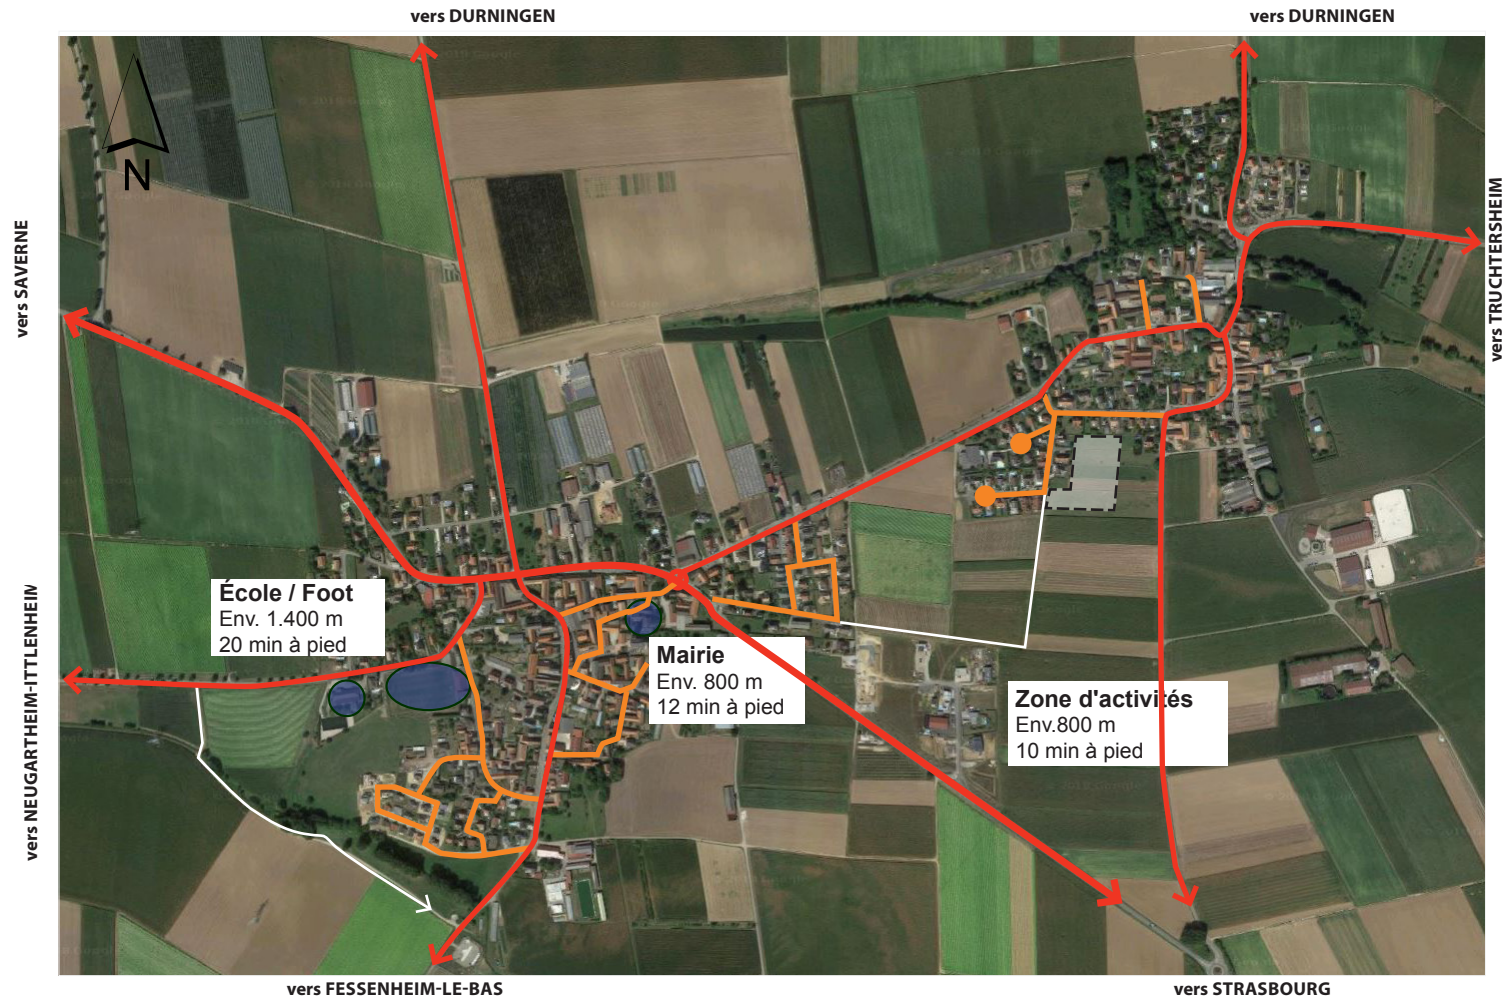 vers DURNINGEN
vers DURNINGEN
N
vers SAVERNE
vers TRUCHTERSHEIM
École / Foot
Env. 1.400 m
20 min à pied
Mairie
Env. 800 m
12 min à pied
Zone d'activités
Env.800 m
10 min à pied
vers NEUGARTHEIM-ITTLENHEIN
vers FESSENHEIM-LE-BAS
vers STRASBOURG